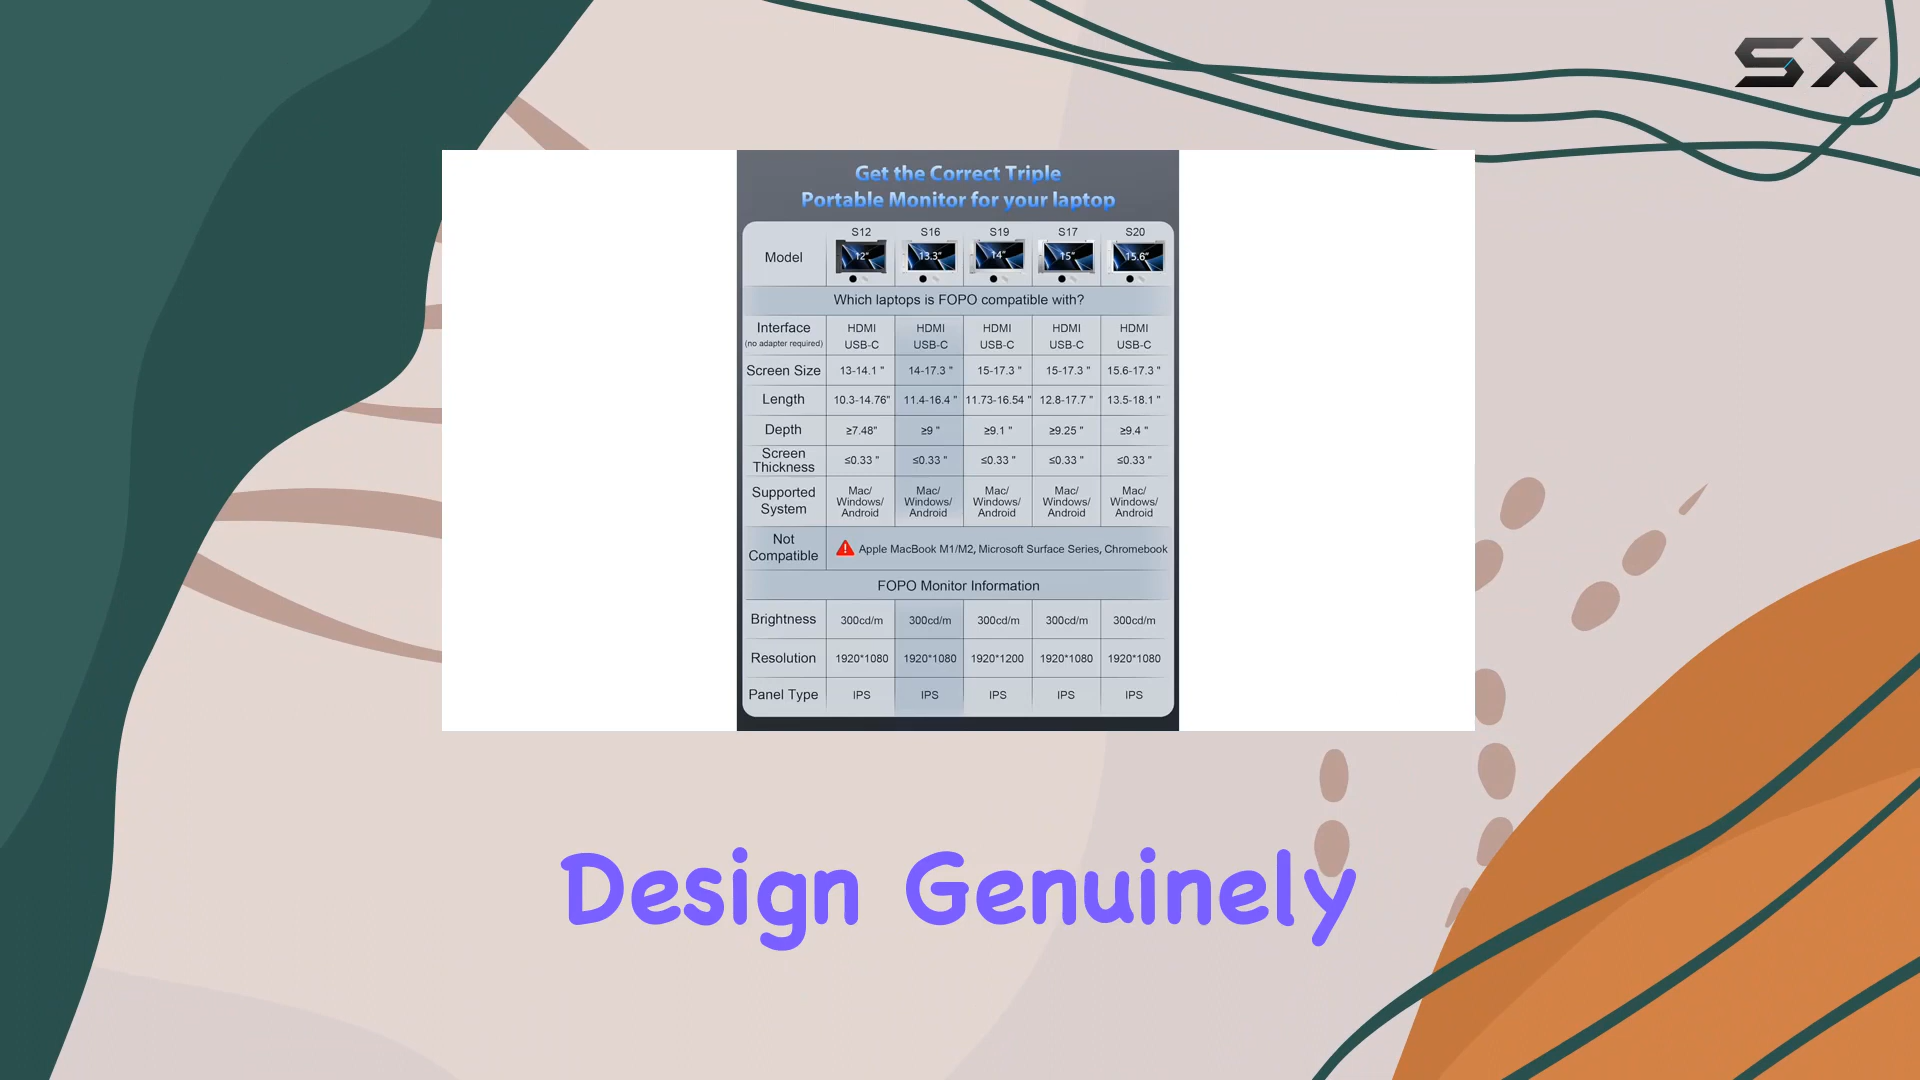 SX
Get the Correct Triple
Portable Monitor for your laptop
Model S12 S16 S19 S17 S20
12" 13.3" 14" 15" 15.6"
Which laptops is FOPO compatible with?
Interface HDMI HDMI HDMI HDMI HDMI
(no adapter required) USB-C USB-C USB-C USB-C USB-C
Screen Size 13-14.1 " 14-17.3 " 15-17.3 " 15-17.3 " 15.6-17.3 "
Length 10.3-14.76" 11.4-16.4 " 11.73-16.54 " 12.8-17.7 " 13.5-18.1 "
Depth ≥7.48" ≥9 " ≥9.1 " ≥9.25 " ≥9.4 "
Screen
Thickness ≤0.33 " ≤0.33 " ≤0.33 " ≤0.33 " ≤0.33 "
Supported Mac/ Mac/ Mac/ Mac/ Mac/
System Windows/ Windows/ Windows/ Windows/ Windows/
Android Android Android Android Android
Not
Compatible Apple MacBook M1/M2, Microsoft Surface Series, Chromebook
FOPO Monitor Information
Brightness 300cd/m 300cd/m 300cd/m 300cd/m 300cd/m
Resolution 1920*1080 1920*1080 1920*1200 1920*1080 1920*1080
Panel Type IPS IPS IPS IPS IPS
Design Genuinely